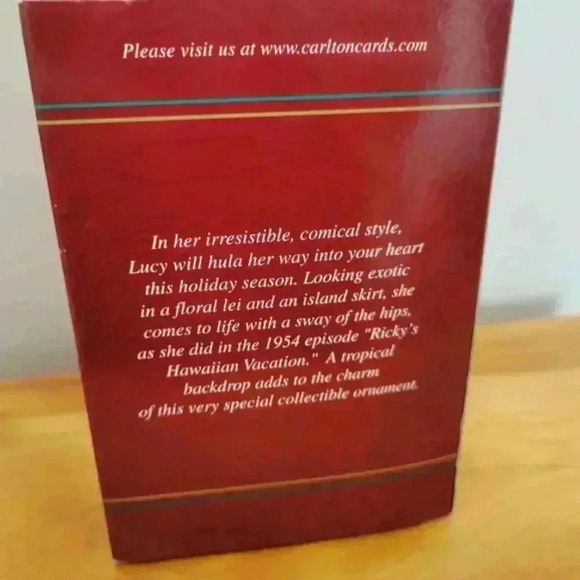 Please visit us at www.carltoncards.com
In her irresistible, comical style,
Lucy will hula her way into your heart
this holiday season. Looking exotic
in a floral lei and an island skirt, she
comes to life with a sway of the hips,
as she did in the 1954 episode "Ricky's
Hawaiian Vacation." A tropical
backdrop adds to the charm
of this very special collectible ornament.